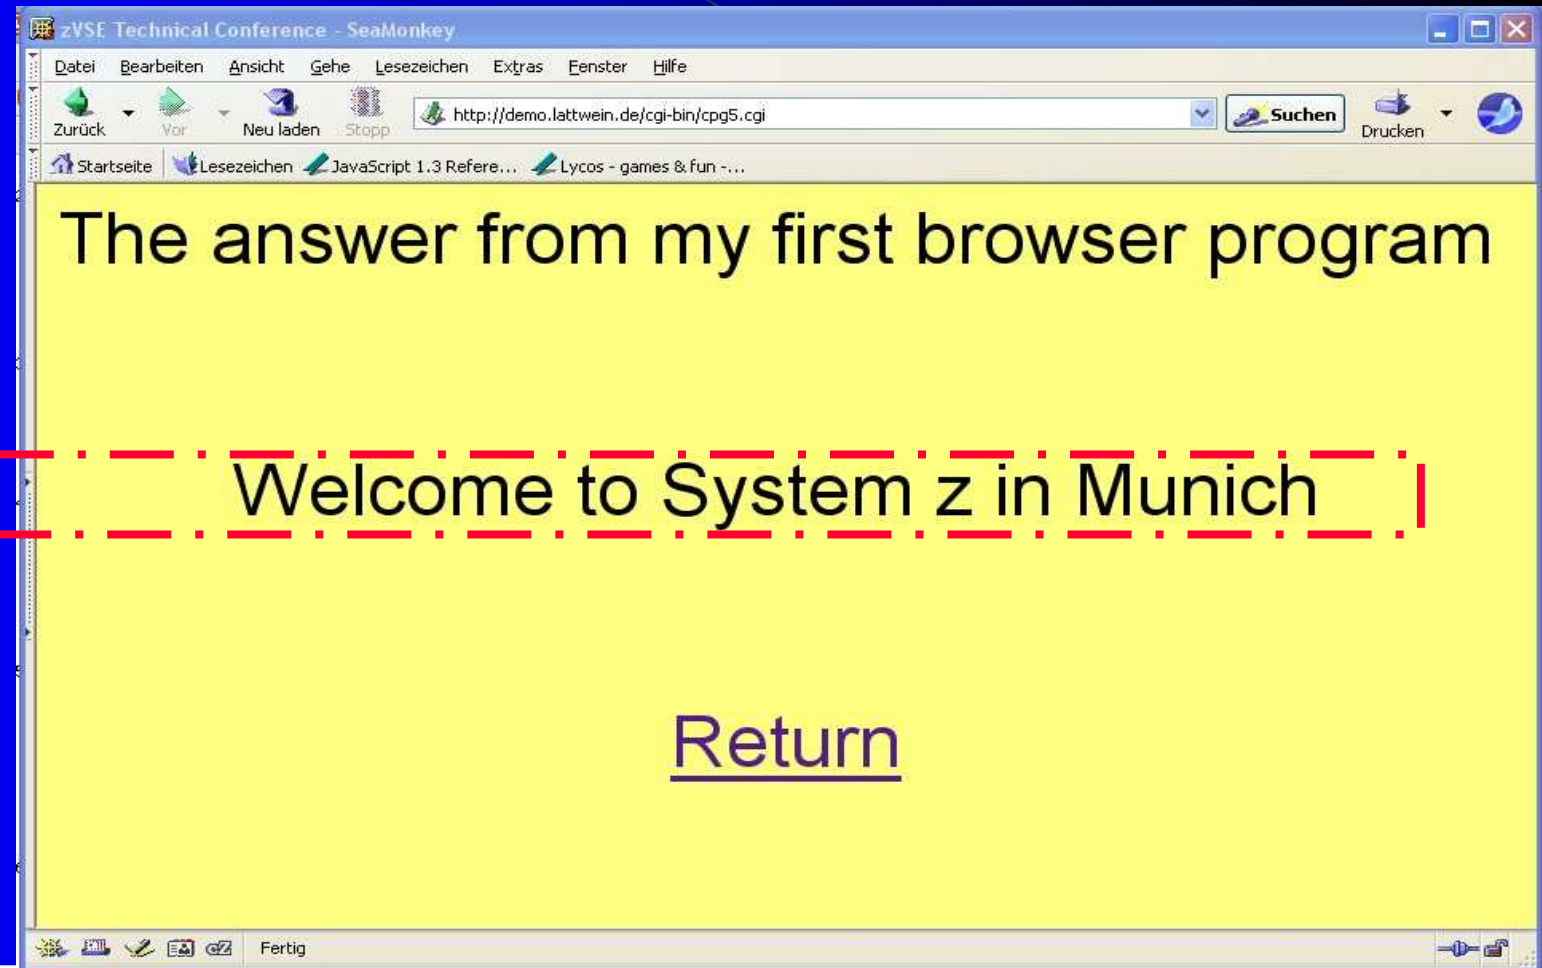 zVSE Technical Conference - SeaMonkey
Datei Bearbeiten Ansicht Gehe Lesezeichen Extras Fenster Hilfe
Zurück Vor Neu laden Stopp http://demo.lattwein.de/cgi-bin/cpg5.cgi Suchen Drucken
Startseite Lesezeichen JavaScript 1.3 Refere... Lycos - games & fun -...
The answer from my first browser program
Welcome to System z in Munich
Return
Fertig